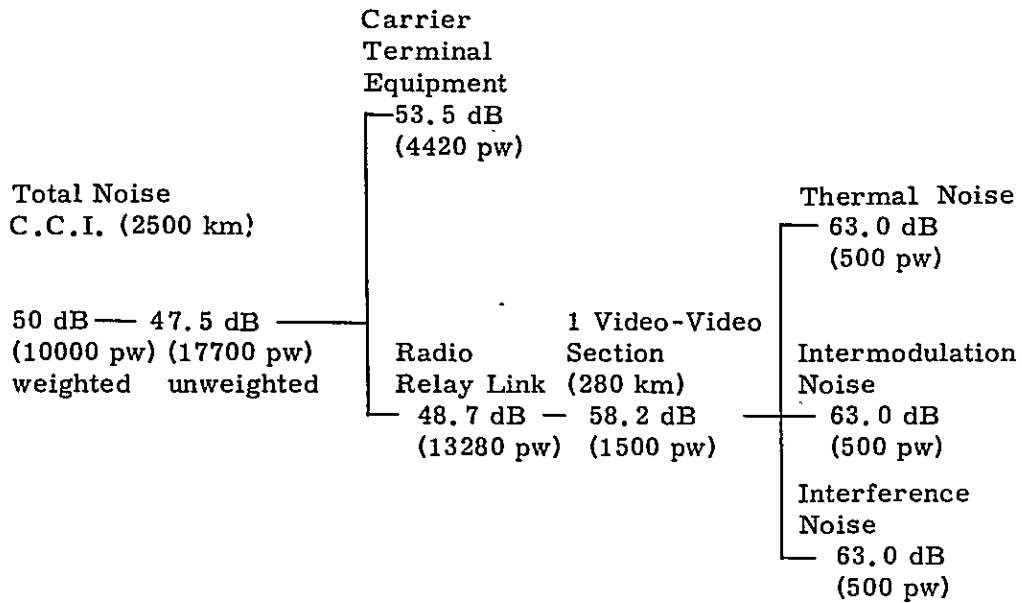 Carrier
Terminal
Equipment
53.5 dB
(4420 pw)
Total Noise
C.C.I. (2500 km)
50 dB — 47.5 dB
(10000 pw) (17700 pw)
weighted unweighted
Radio
Relay Link
48.7 dB —
(13280 pw)
1 Video-Video
Section
(280 km)
58.2 dB
(1500 pw)
Thermal Noise
63.0 dB
(500 pw)
Intermodulation
Noise
63.0 dB
(500 pw)
Interference
Noise
63.0 dB
(500 pw)